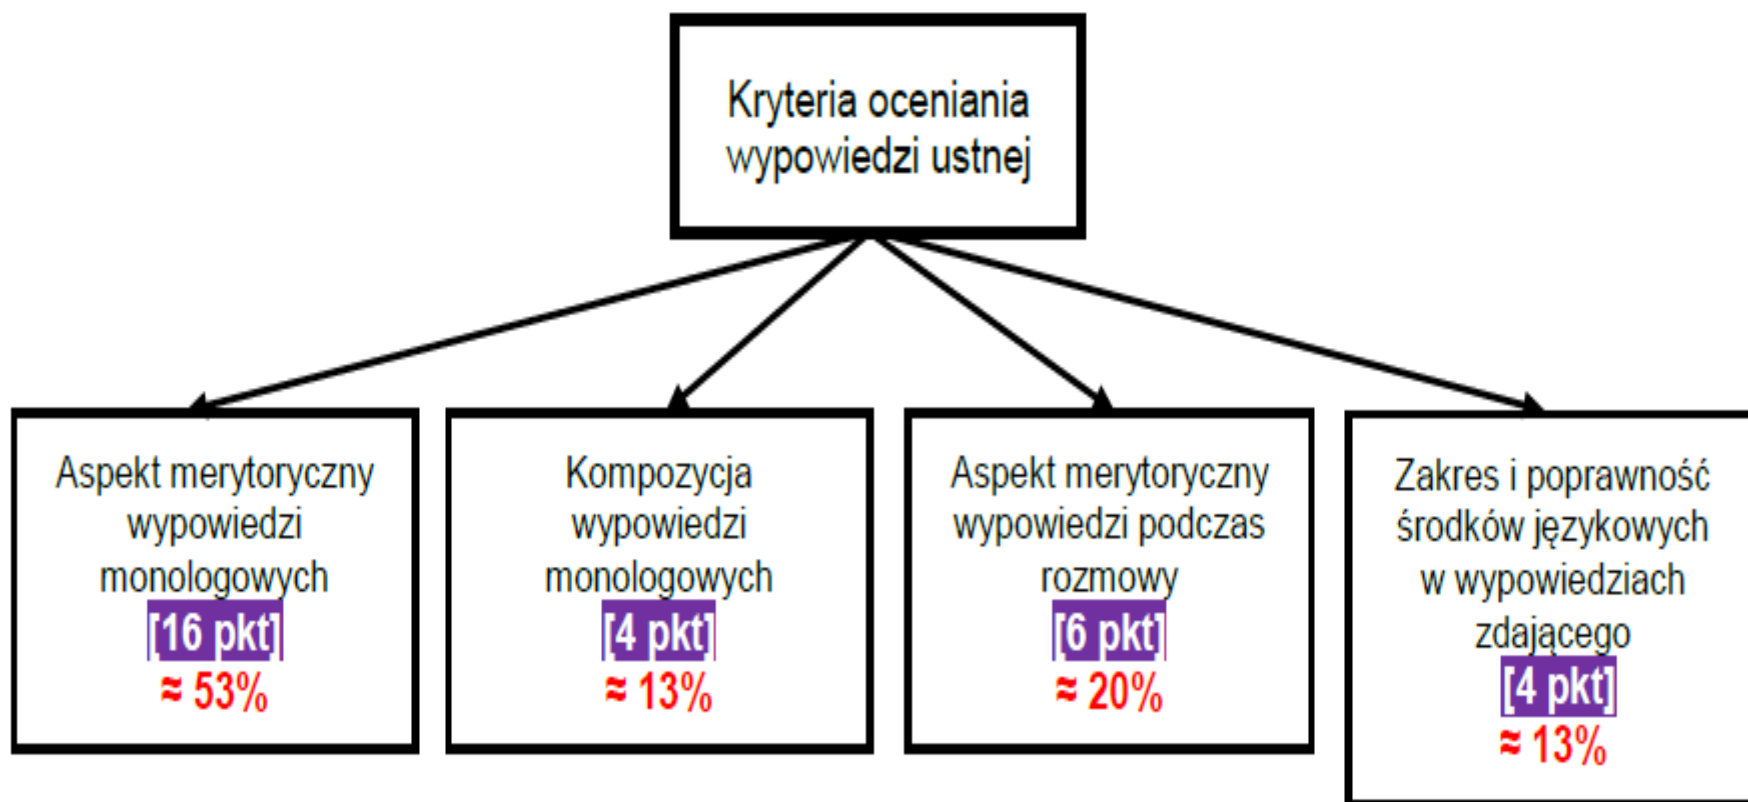 Kryteria oceniania
wypowiedzi ustnej
Aspekt merytoryczny
wypowiedzi
monologowych
[16 pkt]
≈ 53%
Kompozycja
wypowiedzi
monologowych
[4 pkt]
≈ 13%
Aspekt merytoryczny
wypowiedzi podczas
rozmowy
[6 pkt]
≈ 20%
Zakres i poprawność
środków językowych
w wypowiedziach
zdającego
[4 pkt]
≈ 13%